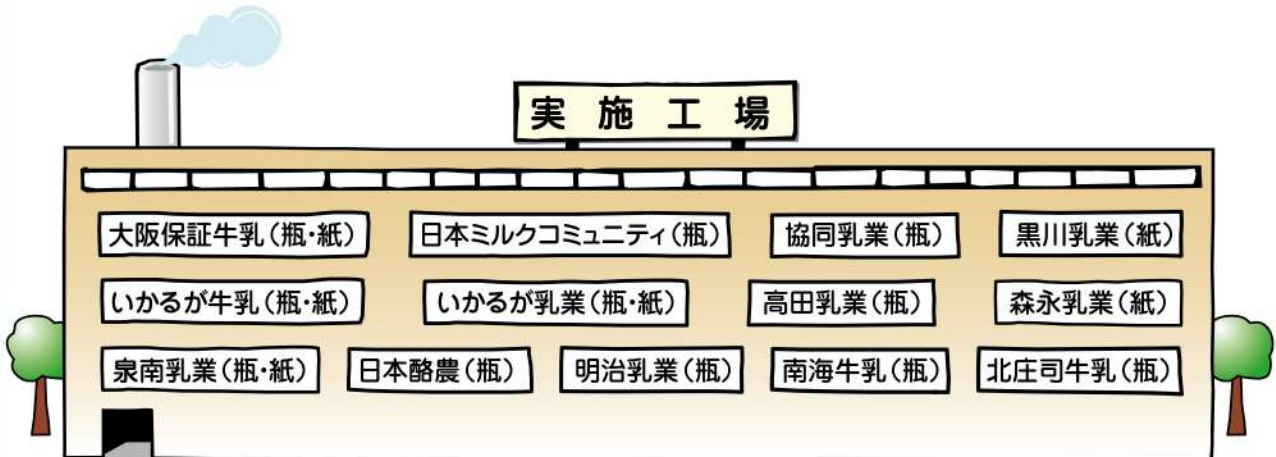 実施工場
大阪保証牛乳（瓶・紙） 日本ミルクコミュニティ（瓶） 協同乳業（瓶） 黒川乳業（紙）
いかるが牛乳（瓶・紙） いかるが乳業（瓶・紙） 高田乳業（瓶） 森永乳業（紙）
泉南乳業（瓶・紙） 日本酪農（瓶） 明治乳業（瓶） 南海牛乳（瓶） 北庄司牛乳（瓶）